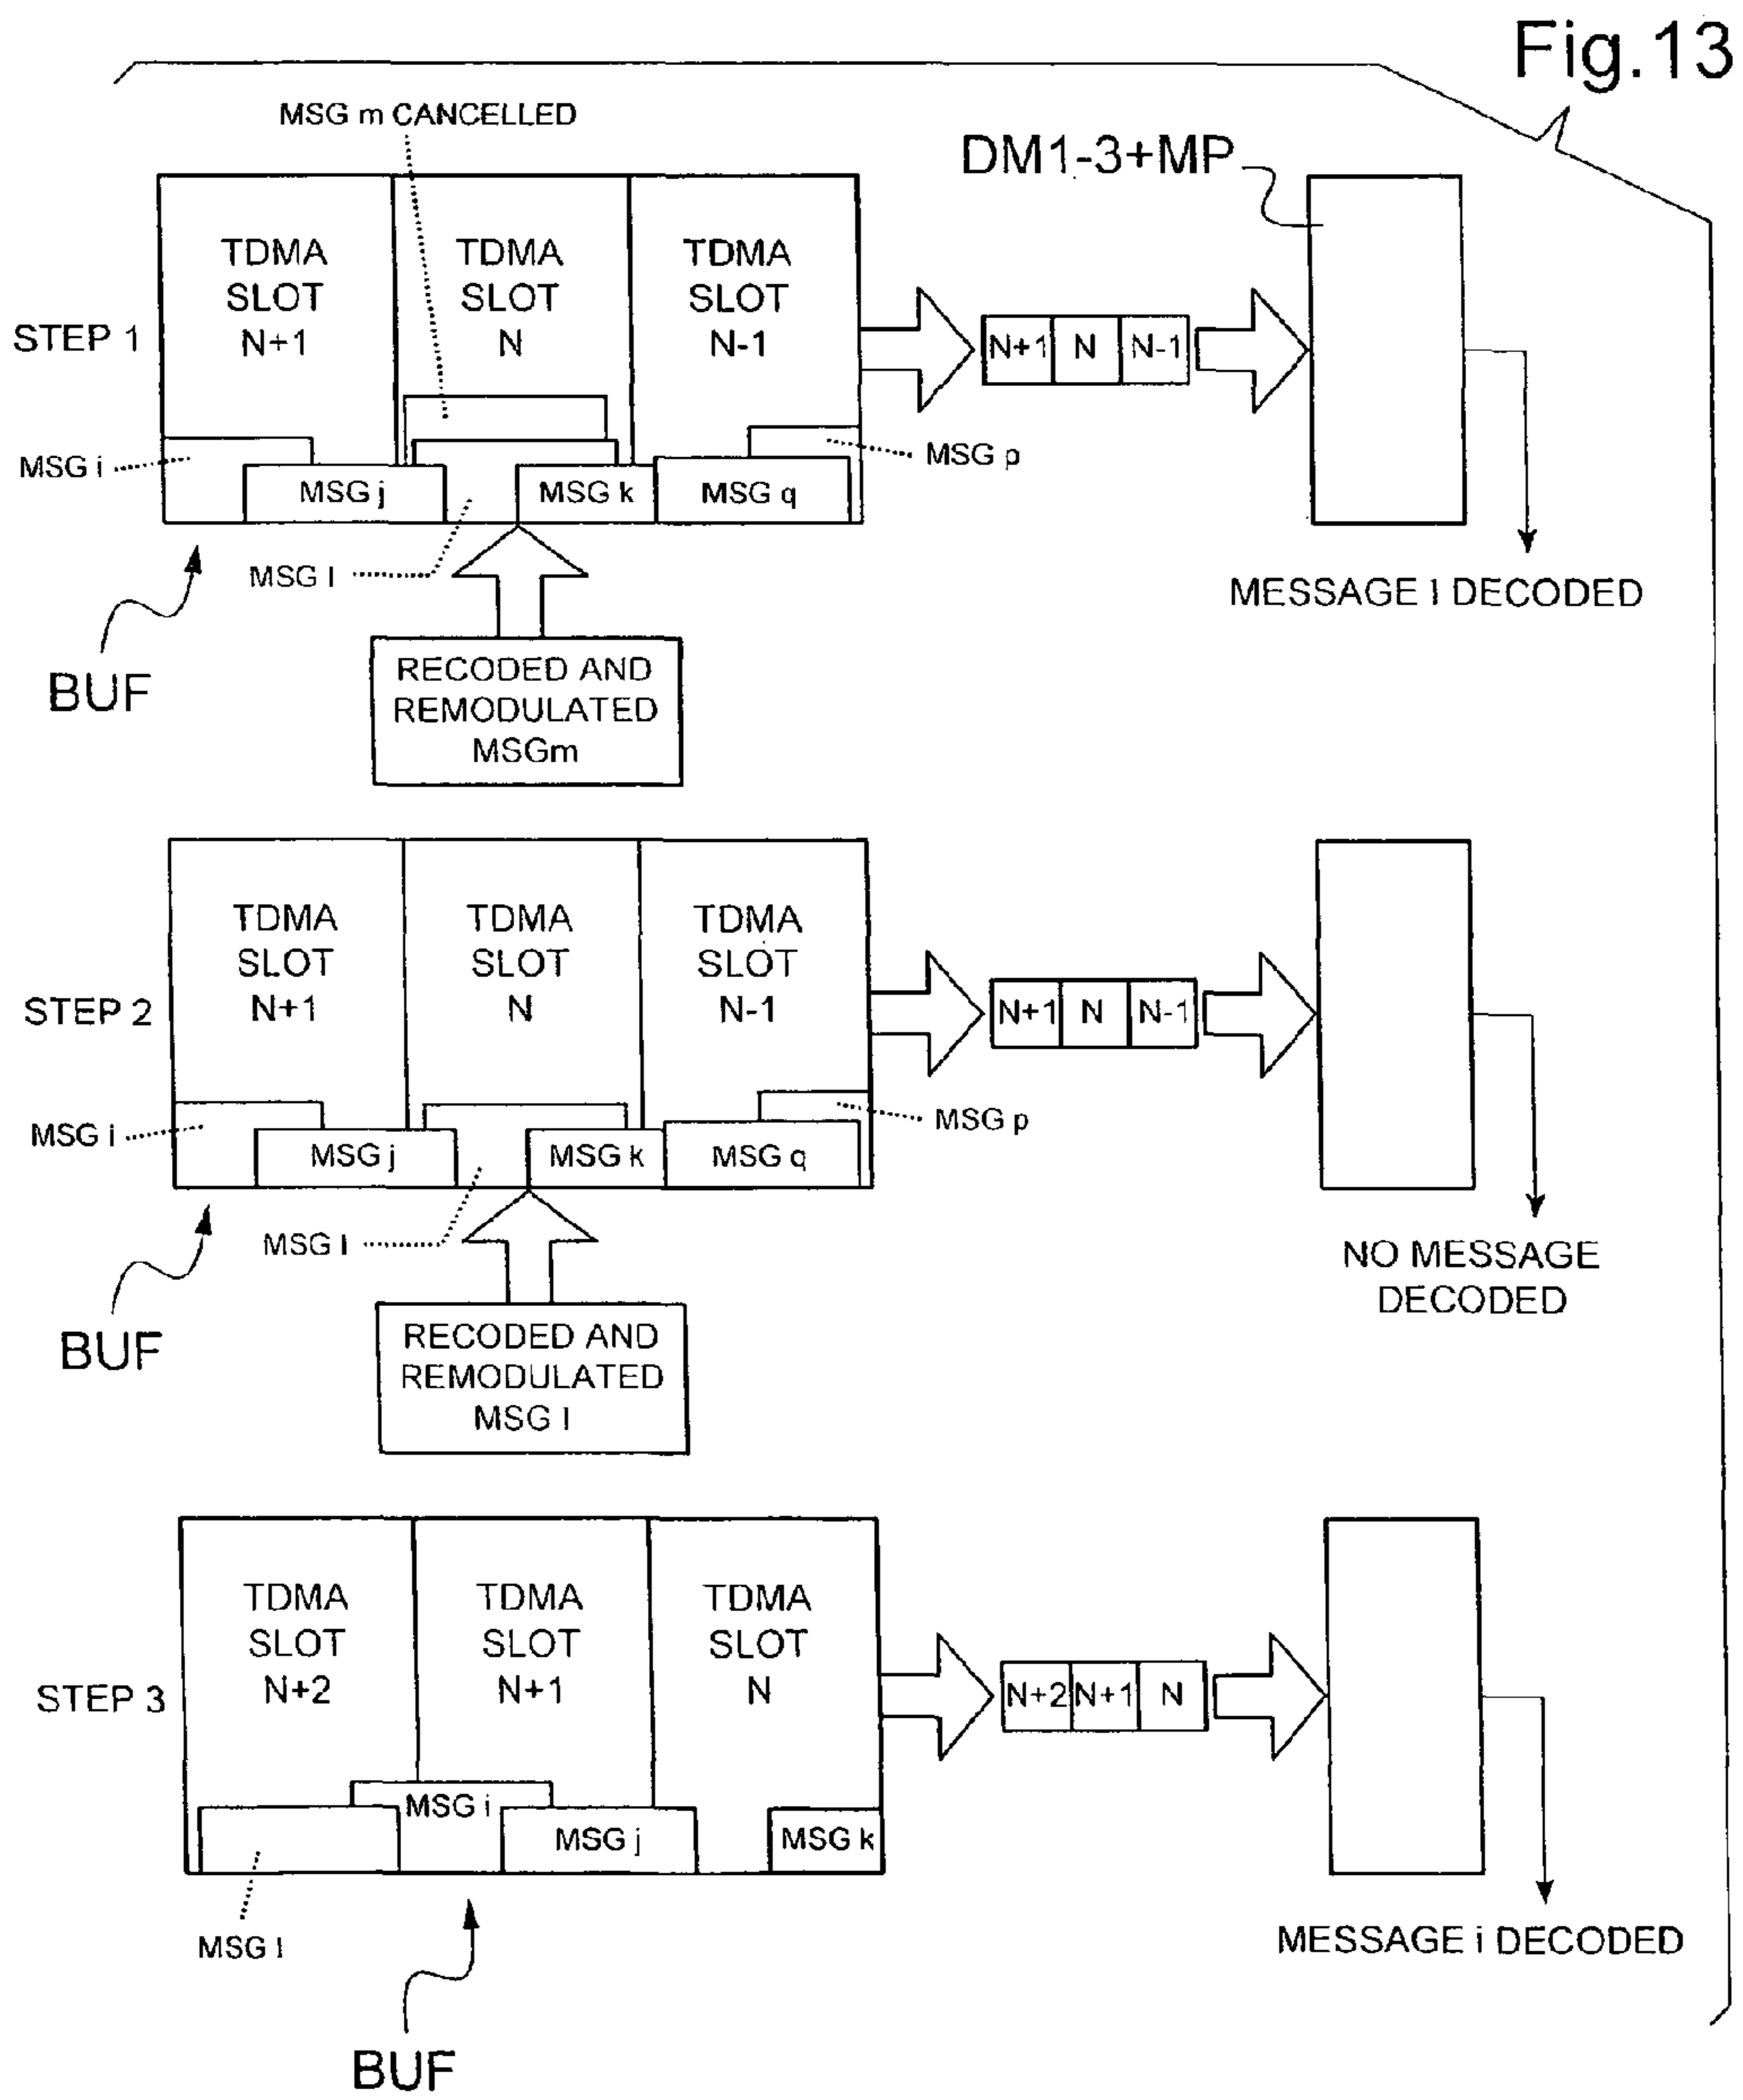 Fig.13
MSG m CANCELLED
DM1-3+MP
STEP 1
TDMA
SLOT
N+1
TDMA
SLOT
N
TDMA
SLOT
N-1
N+1 N N-1
MSG i
MSG j
MSG k
MSG q
MSG p
MSG l
BUF
RECODED AND
REMODULATED
MSGm
MESSAGE l DECODED
STEP 2
TDMA
SLOT
N+1
TDMA
SLOT
N
TDMA
SLOT
N-1
N+1 N N-1
MSG i
MSG j
MSG k
MSG q
MSG p
MSG l
BUF
RECODED AND
REMODULATED
MSG l
NO MESSAGE
DECODED
STEP 3
TDMA
SLOT
N+2
TDMA
SLOT
N+1
TDMA
SLOT
N
N+2 N+1 N
MSG i
MSG j
MSG k
MSG l
BUF
MESSAGE i DECODED